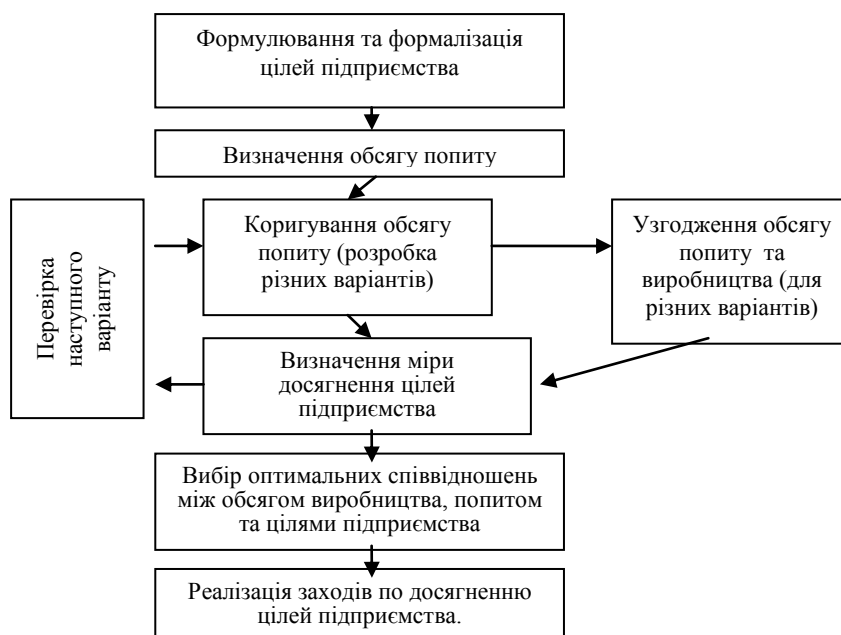 Формулювання та формалізація
цілей підприємства
Визначення обсягу попиту
Перевірка
наступного
варіанту
Коригування обсягу
попиту (розробка
різних варіантів)
Узгодження обсягу
попиту та
виробництва (для
різних варіантів)
Визначення міри
досягнення цілей
підприємства
Вибір оптимальних співвідношень
між обсягом виробництва, попитом
та цілями підприємства
Реалізація заходів по досягненню
цілей підприємства.